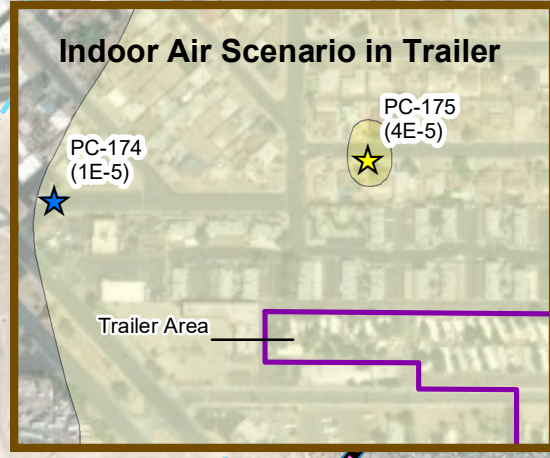 Indoor Air Scenario in Trailer
PC-175
(4E-5)
PC-174
(1E-5)
Trailer Area